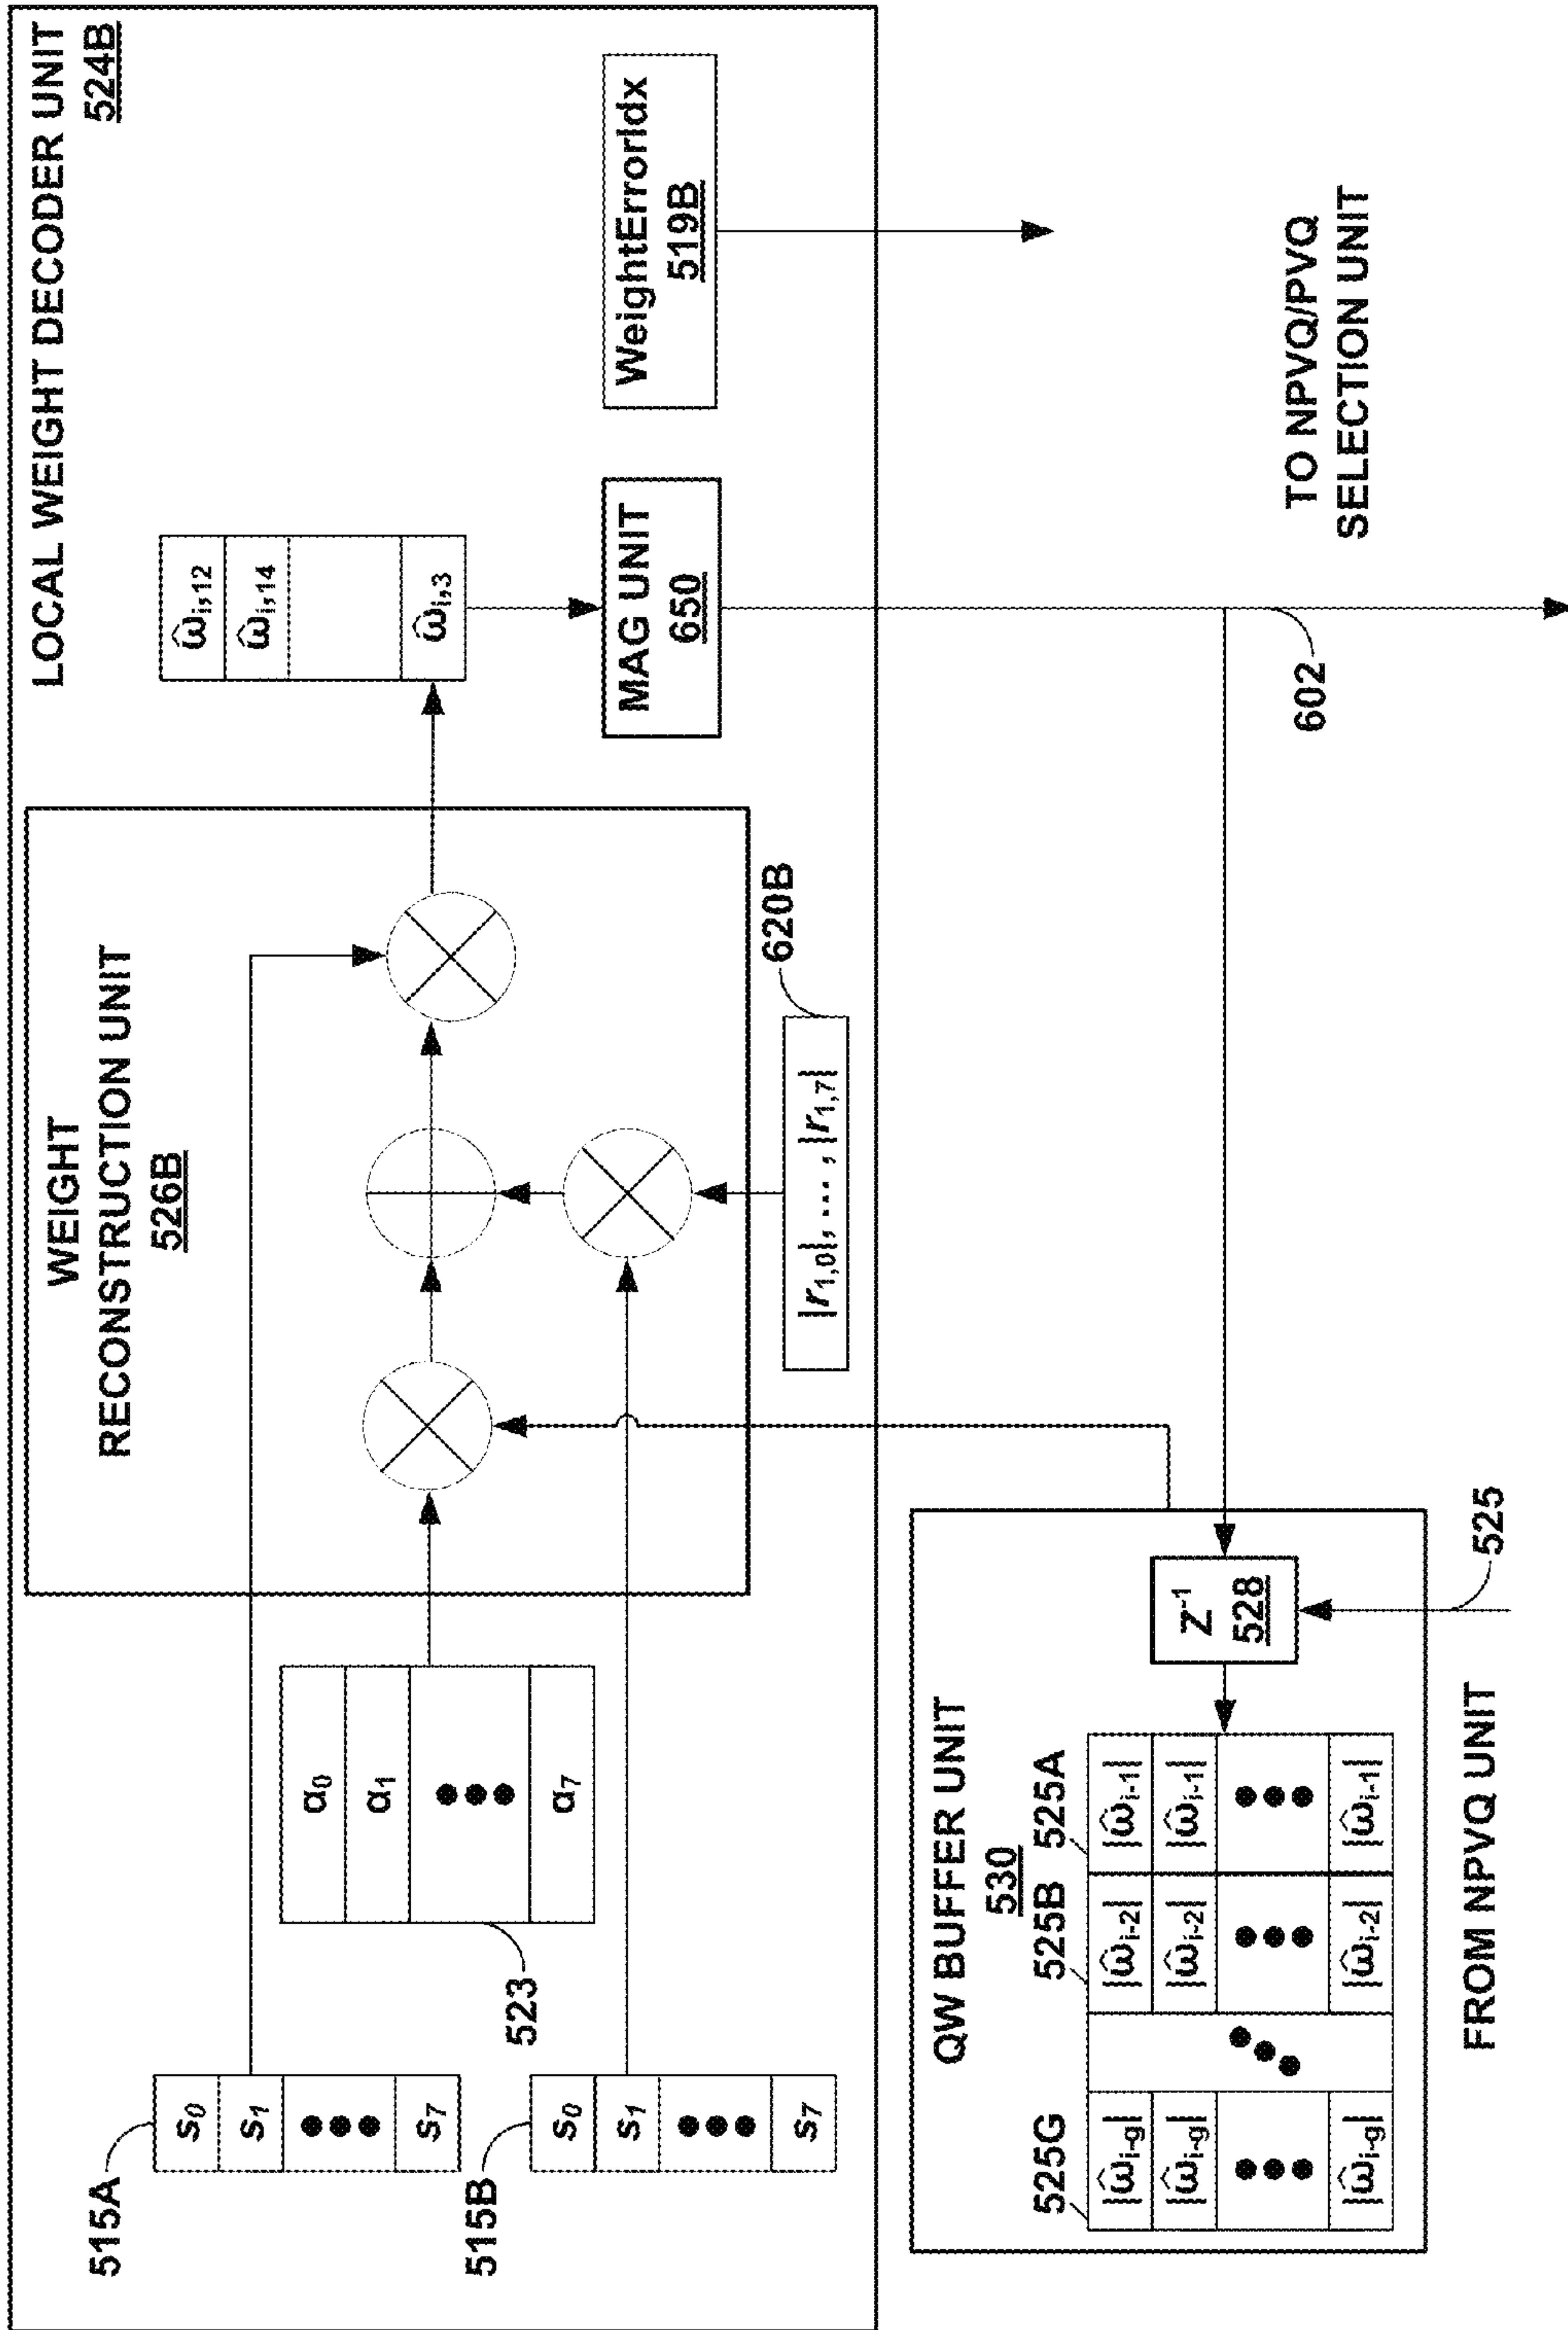 LOCAL WEIGHT DECODER UNIT
524B
515A
s0
s1
●●●
s7
515B
s0
s1
●●●
s7
α0
α1
●●●
α7
523
WEIGHT
RECONSTRUCTION UNIT
526B
|r1,0|, ... , |r1,7|
620B
ω̂i,12
ω̂i,14
ω̂i,3
MAG UNIT
650
WeightErrorIdx
519B
QW BUFFER UNIT
530
525G
525B
525A
|ω̂i-g|
|ω̂i-2|
|ω̂i-1|
|ω̂i-g|
|ω̂i-2|
|ω̂i-1|
●●●
●●●
●●●
●●●
|ω̂i-g|
|ω̂i-2|
|ω̂i-1|
Z-1
528
525
FROM NPVQ UNIT
602
TO NPVQ/PVQ
SELECTION UNIT